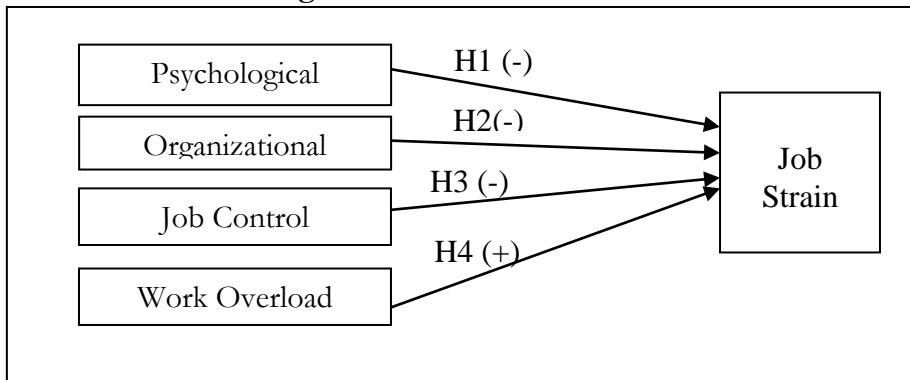 Psychological
H1 (-)
H2(-)
Organizational
Job
Strain
H3 (-)
Job Control
H4 (+)
Work Overload